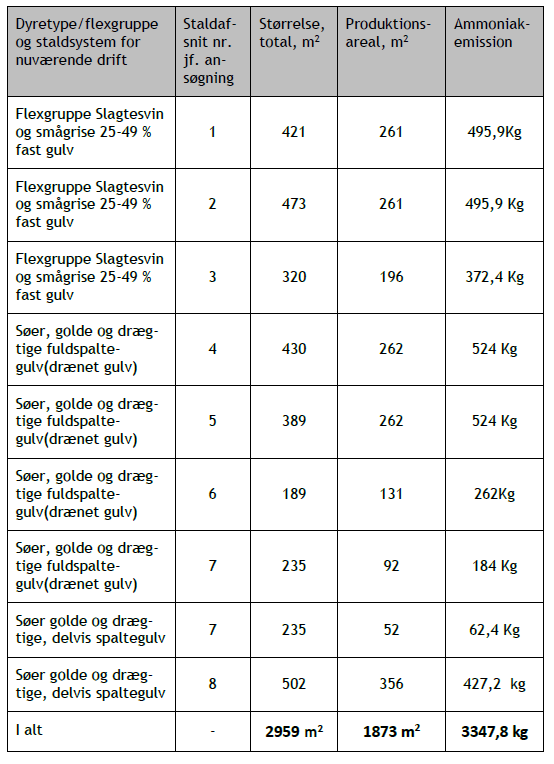 Dyretype/flexgruppe og staldsystem for nuværende drift | Staldafsnit nr. jf. ansøgning | Størrelse, total, m² | Produktions-areal, m² | Ammoniak-emission
Flexgruppe Slagtesvin og smågrise 25-49 % fast gulv | 1 | 421 | 261 | 495,9Kg
Flexgruppe Slagtesvin og smågrise 25-49 % fast gulv | 2 | 473 | 261 | 495,9 Kg
Flexgruppe Slagtesvin og smågrise 25-49 % fast gulv | 3 | 320 | 196 | 372,4 Kg
Søer, golde og dræg-tige fuldspalte-gulv(drænet gulv) | 4 | 430 | 262 | 524 Kg
Søer, golde og dræg-tige fuldspalte-gulv(drænet gulv) | 5 | 389 | 262 | 524 Kg
Søer, golde og dræg-tige fuldspalte-gulv(drænet gulv) | 6 | 189 | 131 | 262Kg
Søer, golde og dræg-tige fuldspalte-gulv(drænet gulv) | 7 | 235 | 92 | 184 Kg
Søer golde og dræg-tige, delvis spaltegulv | 7 | 235 | 52 | 62,4 Kg
Søer golde og dræg-tige, delvis spaltegulv | 8 | 502 | 356 | 427,2 kg
I alt | - | 2959 m² | 1873 m² | 3347,8 kg